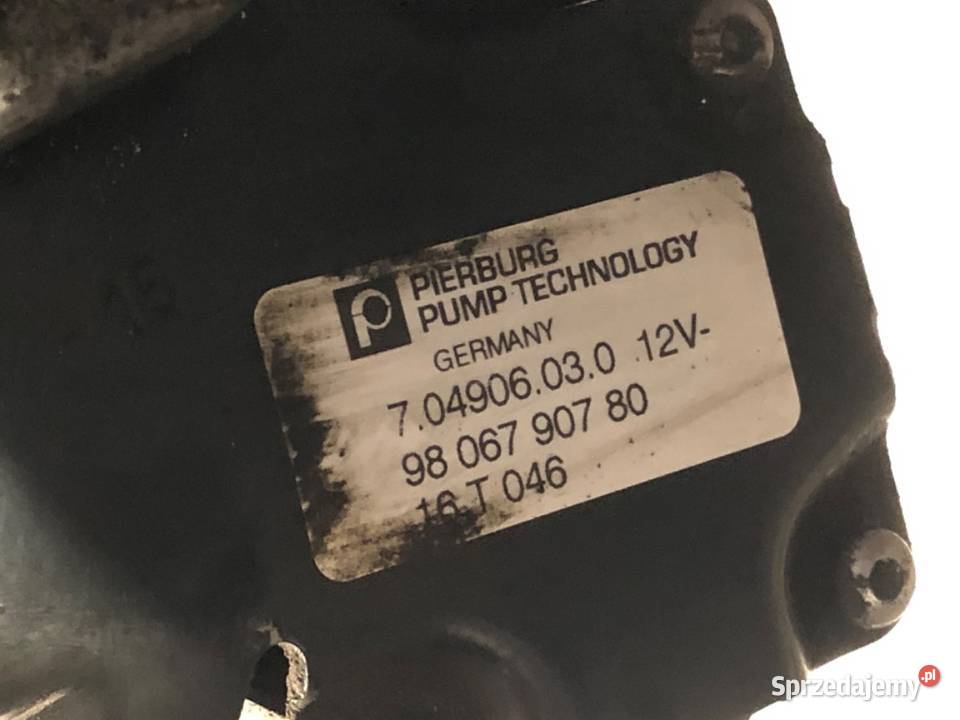 PIERBURG
PUMP TECHNOLOGY
GERMANY
7.04906.03.0 12V-
98 067 907 80
16 T 046
Sprzedajemy.pl